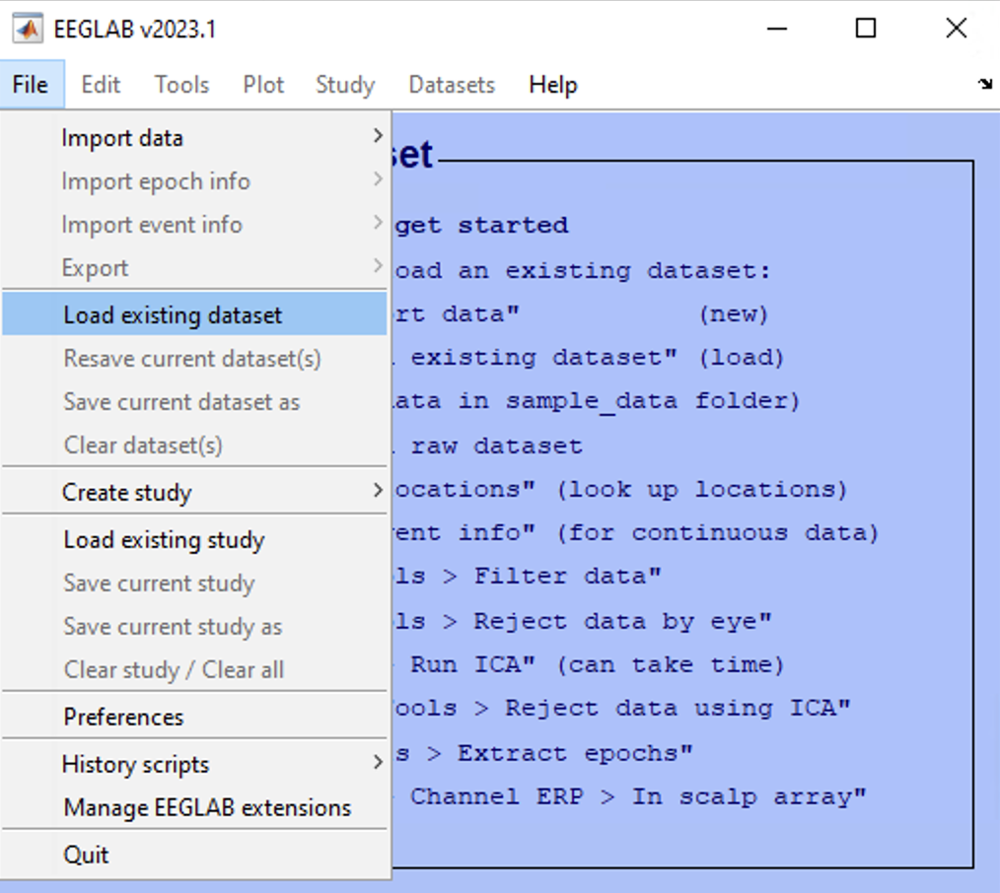 EEGLAB v2023.1
File Edit Tools Plot Study Datasets Help
Import data
Import epoch info
Import event info
Export
Load existing dataset
Resave current dataset(s)
Save current dataset as
Clear dataset(s)
Create study
Load existing study
Save current study
Save current study as
Clear study / Clear all
Preferences
History scripts
Manage EEGLAB extensions
Quit
set
get started
oad an existing dataset:
rt data" (new)
existing dataset" (load)
ata in sample_data folder)
raw dataset
ocations" (look up locations)
ent info" (for continuous data)
ls > Filter data"
ls > Reject data by eye"
Run ICA" (can take time)
ools > Reject data using ICA"
s > Extract epochs"
Channel ERP > In scalp array"